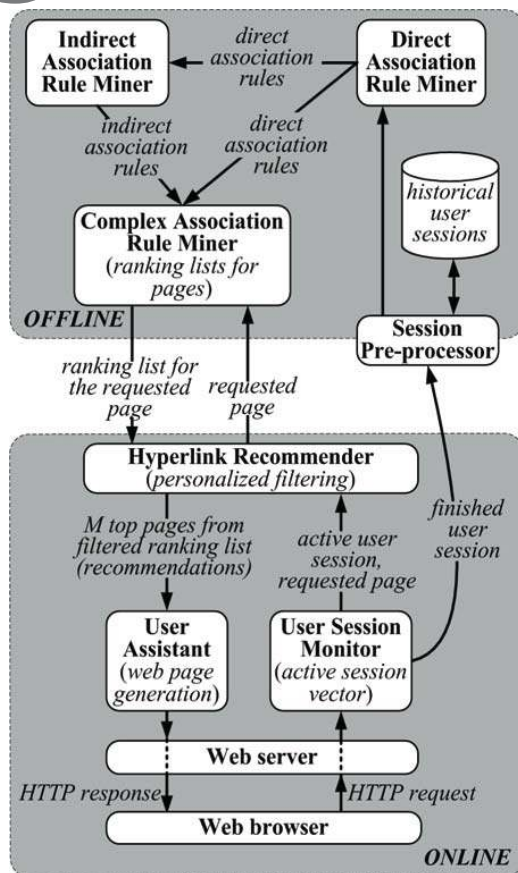 Indirect
Association
Rule Miner
direct
association
rules
Direct
Association
Rule Miner
indirect
association
rules
direct
association
rules
historical
user
sessions
Complex Association
Rule Miner
(ranking lists for
pages)
OFFLINE
Session
Pre-processor
ranking list for
the requested
page
requested
page
Hyperlink Recommender
(personalized filtering)
M top pages from
filtered ranking list
(recommendations)
active user
session,
requested page
finished
user
session
User
Assistant
(web page
generation)
User Session
Monitor
(active session
vector)
Web server
HTTP response
HTTP request
Web browser
ONLINE